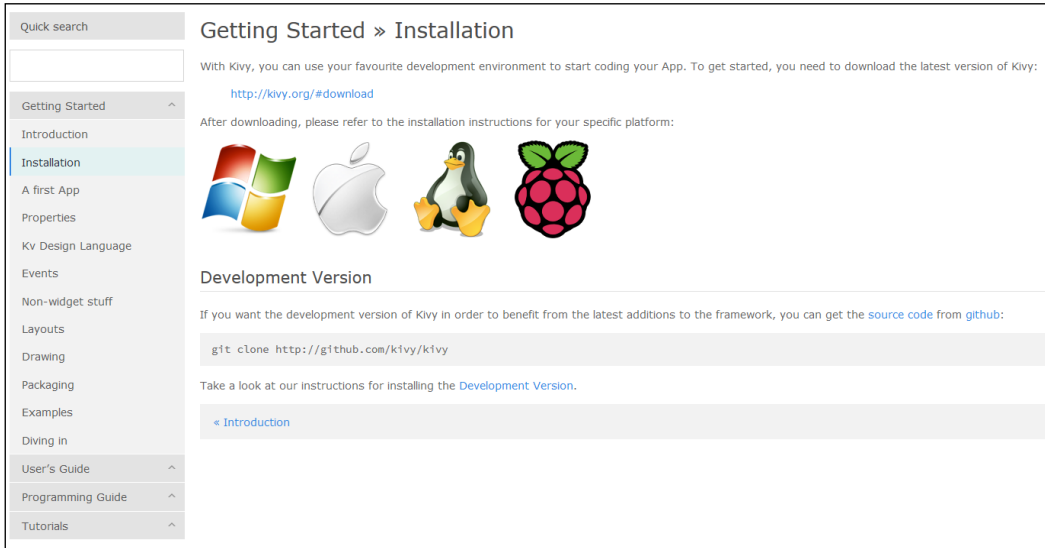 Quick search
Getting Started
Introduction
Installation
A first App
Properties
Kv Design Language
Events
Non-widget stuff
Layouts
Drawing
Packaging
Examples
Diving in
User's Guide
Programming Guide
Tutorials
Getting Started » Installation
With Kivy, you can use your favourite development environment to start coding your App. To get started, you need to download the latest version of Kivy:
http://kivy.org/#download
After downloading, please refer to the installation instructions for your specific platform:
Development Version
If you want the development version of Kivy in order to benefit from the latest additions to the framework, you can get the source code from github:
git clone http://github.com/kivy/kivy
Take a look at our instructions for installing the Development Version.
« Introduction